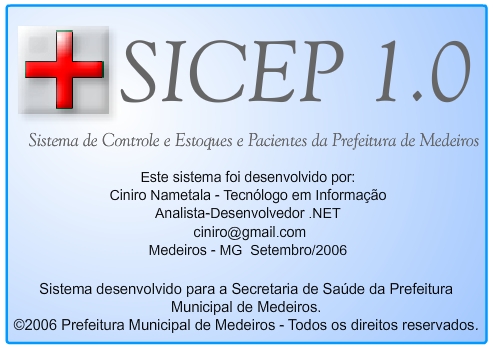 SICEP 1.0
Sistema de Controle e Estoques e Pacientes da Prefeitura de Medeiros
Este sistema foi desenvolvido por:
Ciniro Nametala - Tecnólogo em Informação
Analista-Desenvolvedor .NET
ciniro@gmail.com
Medeiros - MG  Setembro/2006
Sistema desenvolvido para a Secretaria de Saúde da Prefeitura
Municipal de Medeiros.
©2006 Prefeitura Municipal de Medeiros - Todos os direitos reservados.